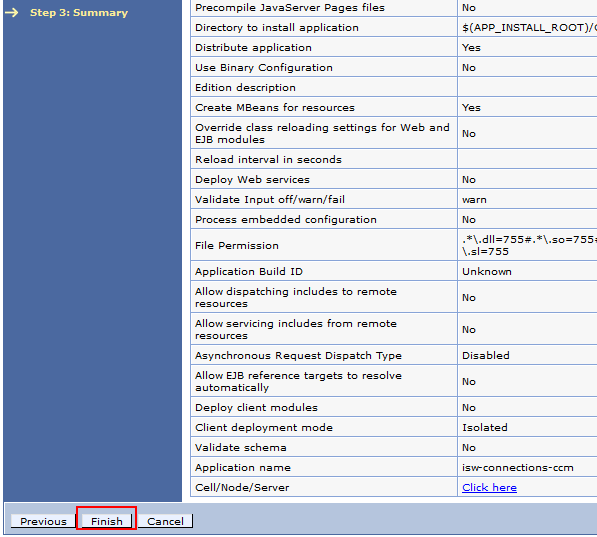 Step 3: Summary
Precompile JavaServer Pages files No
Directory to install application $(APP_INSTALL_ROOT)/
Distribute application Yes
Use Binary Configuration No
Edition description
Create MBeans for resources Yes
Override class reloading settings for Web and
EJB modules No
Reload interval in seconds
Deploy Web services No
Validate Input off/warn/fail warn
Process embedded configuration No
File Permission .*\.dll=755#.*\.so=755#
\.sl=755
Application Build ID Unknown
Allow dispatching includes to remote
resources No
Allow servicing includes from remote
resources No
Asynchronous Request Dispatch Type Disabled
Allow EJB reference targets to resolve
automatically No
Deploy client modules No
Client deployment mode Isolated
Validate schema No
Application name isw-connections-ccm
Cell/Node/Server Click here
Previous Finish Cancel